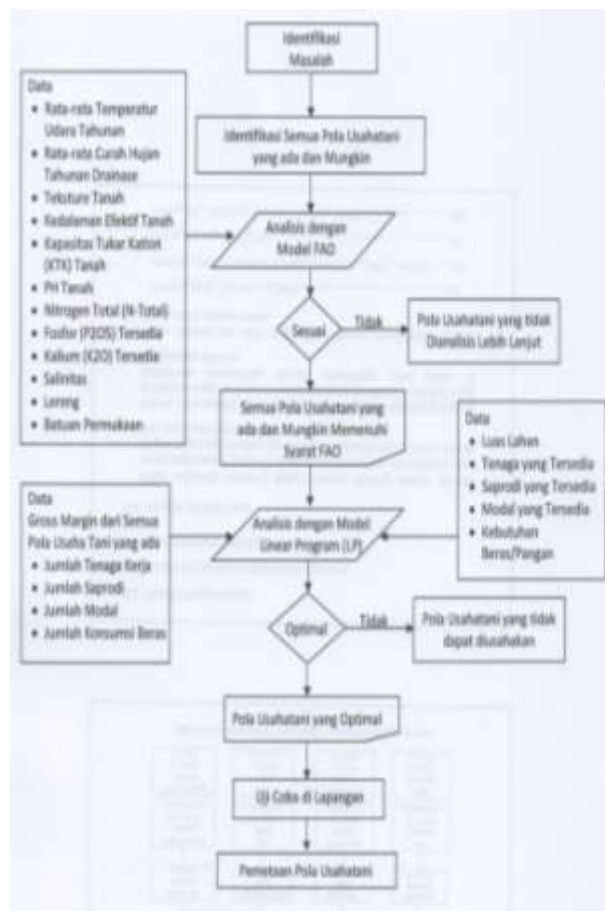 Identifikasi
Masalah
Data
• Rata-rata Temperatur
Udara Tahunan
• Rata-rata Curah Hujan
Tahunan Drainase
• Teksture Tanah
• Kedalaman Efektif Tanah
• Kapasitas Tukar Kation
(KTK) Tanah
• PH Tanah
• Nitrogen Total (N-Total)
• Fosfor (P2O5) Tersedia
• Kalium (K2O) Tersedia
• Salinitas
• Lereng
• Batuan Permukaan
Identifikasi Semua Pola Usahatani
yang ada dan Mungkin
Analisis dengan
Model FAO
Sesuai
Tidak
Pola Usahatani yang tidak
Dianalisis Lebih Lanjut
Semua Pola Usahatani yang
ada dan Mungkin Memenuhi
Syarat FAO
Data
• Luas Lahan
• Tenaga yang Tersedia
• Saprodi yang Tersedia
• Modal yang Tersedia
• Kebutuhan
Beras/Pangan
Data
Gross Margin dari Semua
Pola Usaha Tani yang ada
• Jumlah Tenaga Kerja
• Jumlah Saprodi
• Jumlah Modal
• Jumlah Konsumsi Beras
Analisis dengan Model
Linear Program (LP)
Optimal
Tidak
Pola Usahatani yang tidak
dapat diusahakan
Pola Usahatani yang Optimal
Uji Coba di Lapangan
Pemetaan Pola Usahatani